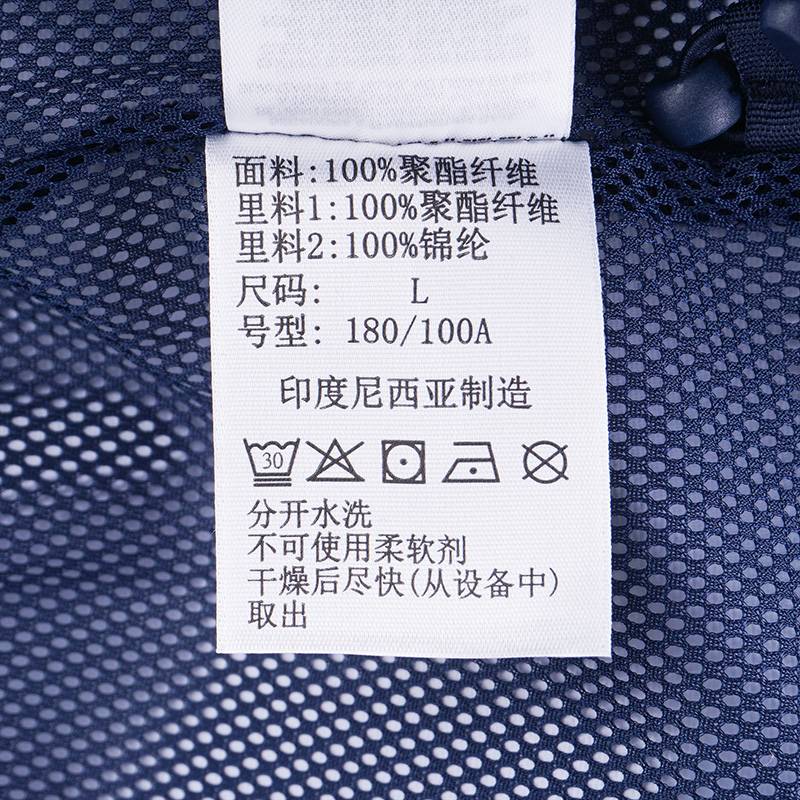 面料:100%聚酯纤维
里料1:100%聚酯纤维
里料2:100%锦纶
尺码: L
号型: 180/100A
印度尼西亚制造
30
分开水洗
不可使用柔软剂
干燥后尽快(从设备中)
取出